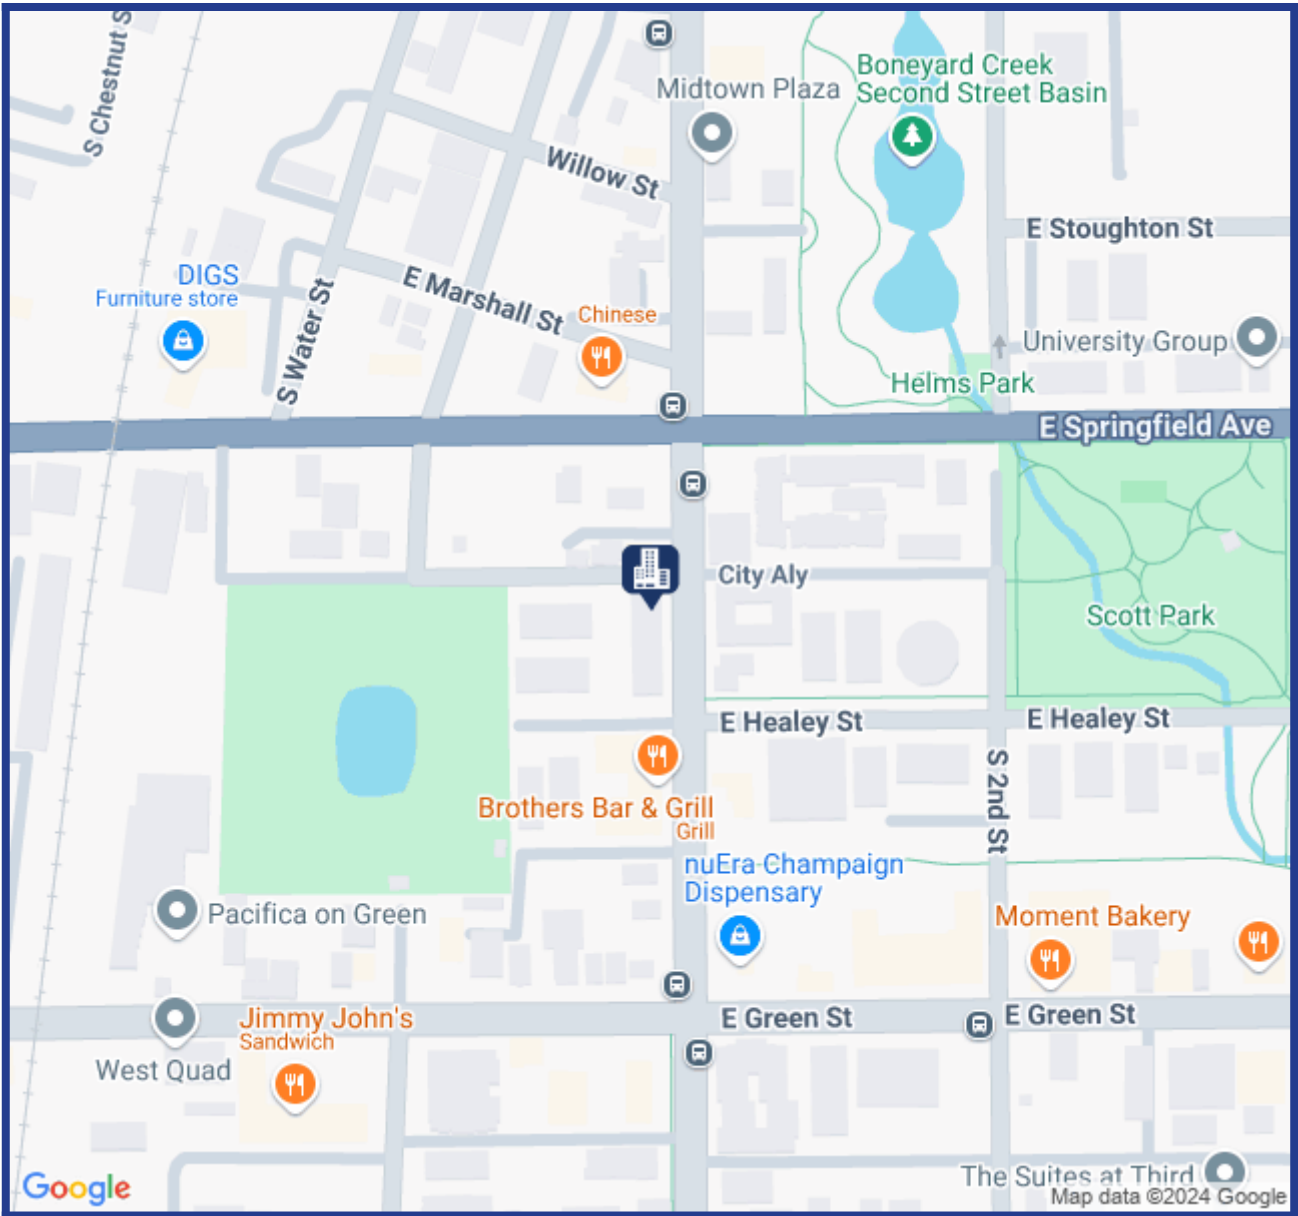 S Chestnut S
Midtown Plaza
Boneyard Creek
Second Street Basin
Willow St
E Stoughton St
DIGS
Furniture store
E Marshall St
S Water St
Chinese
University Group
Helms Park
E Springfield Ave
City Aly
Scott Park
E Healey St
E Healey St
S 2nd St
Brothers Bar & Grill
Grill
nuEra Champaign
Dispensary
Pacifica on Green
Moment Bakery
Jimmy John's
Sandwich
E Green St
E Green St
West Quad
The Suites at Third
Google
Map data ©2024 Google